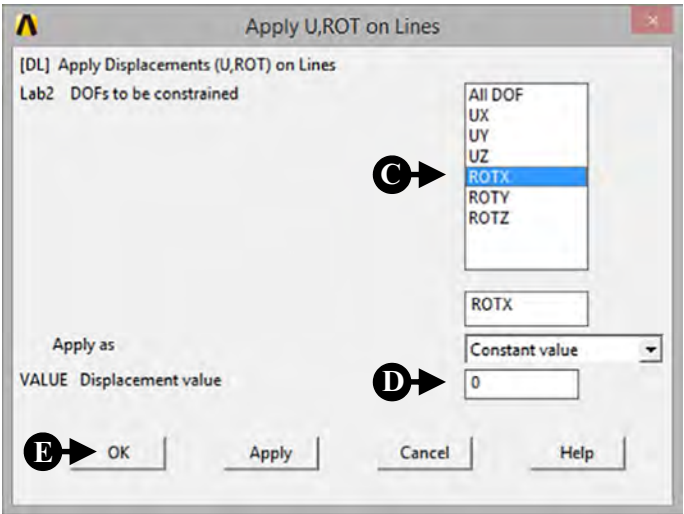 Apply U,ROT on Lines
[DL] Apply Displacements (U,ROT) on Lines
Lab2 DOFs to be constrained
All DOF
UX
UY
UZ
C
ROTX
ROTY
ROTZ
ROTX
Apply as
Constant value
VALUE Displacement value
D
0
E
OK
Apply
Cancel
Help